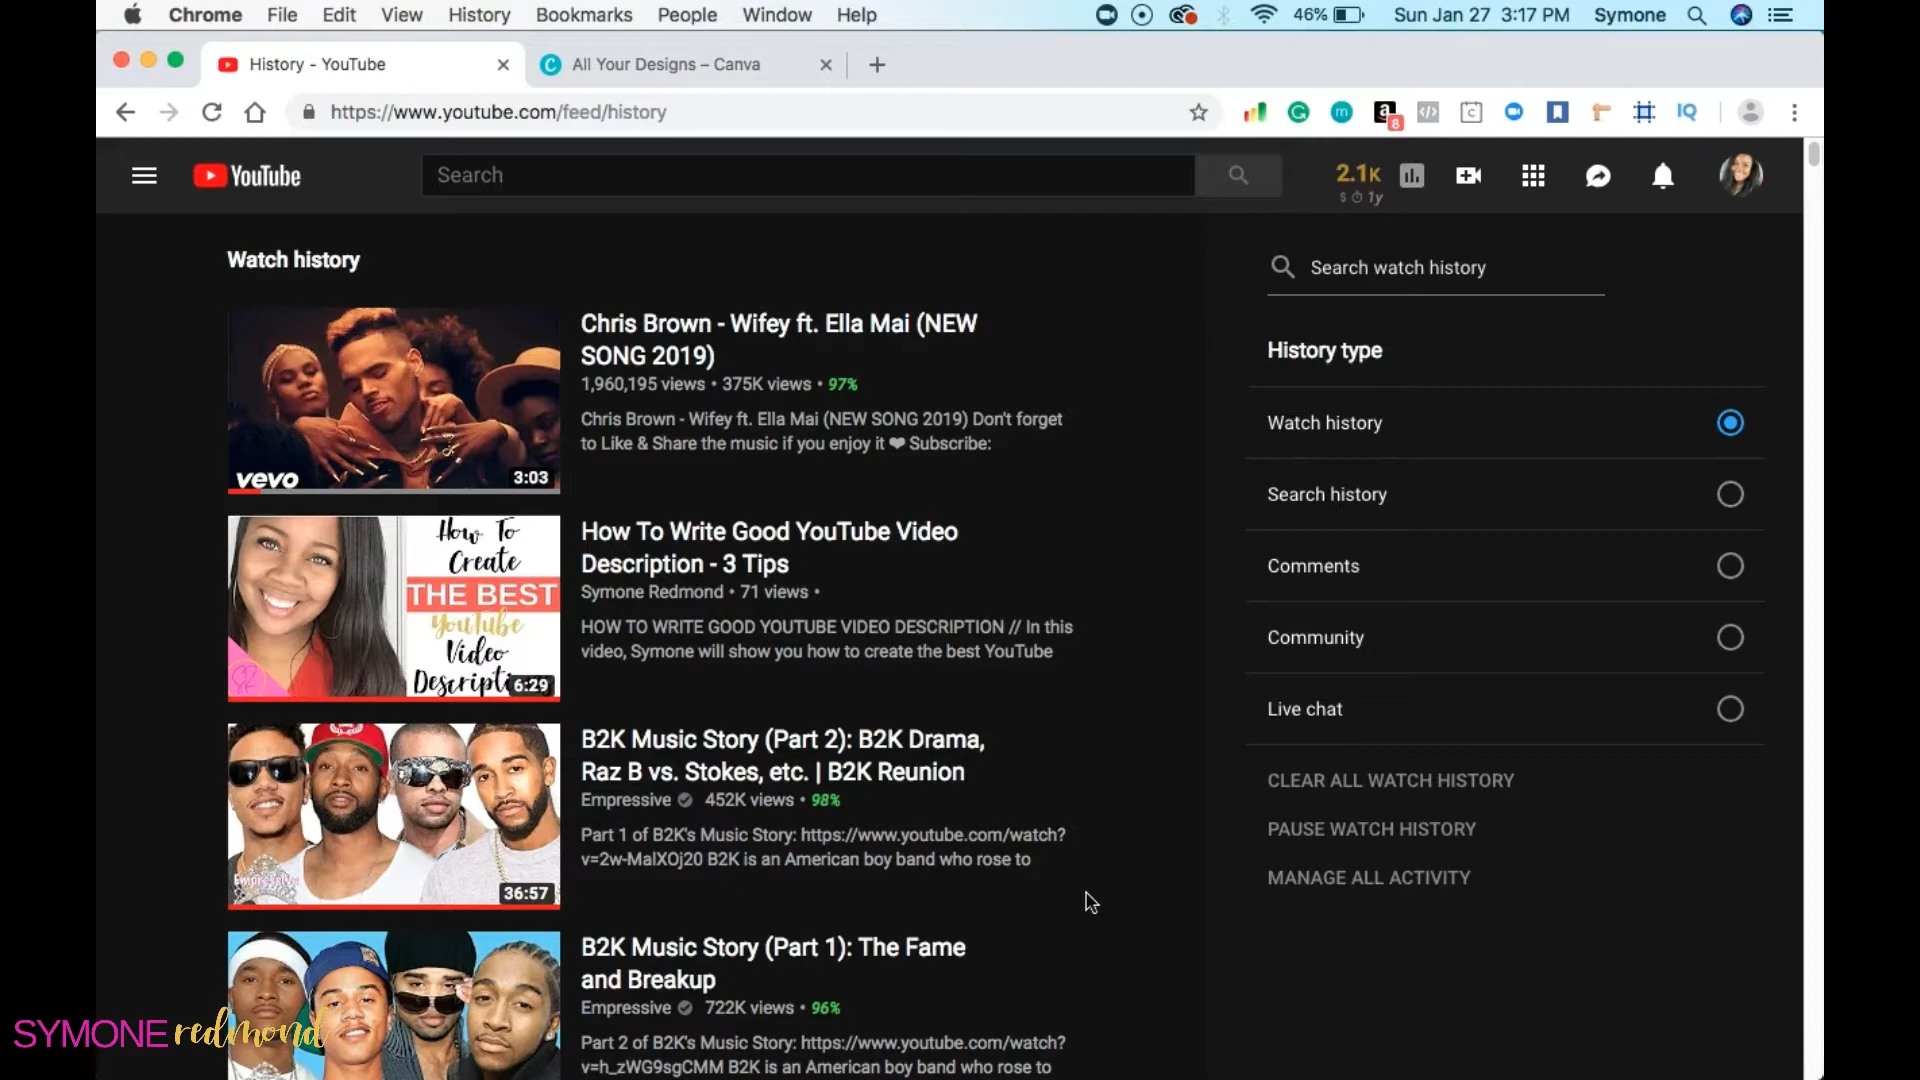 Chrome File Edit View History Bookmarks People Window Help
46% Sun Jan 27 3:17 PM Symone
History - YouTube
All Your Designs – Canva
https://www.youtube.com/feed/history
8
IQ
YouTube
Search
2.1K
$ 1y
Watch history
vevo
3:03
Chris Brown - Wifey ft. Ella Mai (NEW
SONG 2019)
1,960,195 views • 375K views • 97%
Chris Brown - Wifey ft. Ella Mai (NEW SONG 2019) Don't forget
to Like & Share the music if you enjoy it ❤ Subscribe:
How To
Create
THE BEST
YouTube
Video
6:29
How To Write Good YouTube Video
Description - 3 Tips
Symone Redmond • 71 views •
HOW TO WRITE GOOD YOUTUBE VIDEO DESCRIPTION // In this
video, Symone will show you how to create the best YouTube
36:57
B2K Music Story (Part 2): B2K Drama,
Raz B vs. Stokes, etc. | B2K Reunion
Empressive 452K views • 98%
Part 1 of B2K's Music Story: https://www.youtube.com/watch?
v=2w-MalXOj20 B2K is an American boy band who rose to
B2K Music Story (Part 1): The Fame
and Breakup
Empressive 722K views • 96%
Part 2 of B2K's Music Story: https://www.youtube.com/watch?
v=h_zWG9sgCMM B2K is an American boy band who rose to
Search watch history
History type
Watch history
Search history
Comments
Community
Live chat
CLEAR ALL WATCH HISTORY
PAUSE WATCH HISTORY
MANAGE ALL ACTIVITY
SYMONE redmond